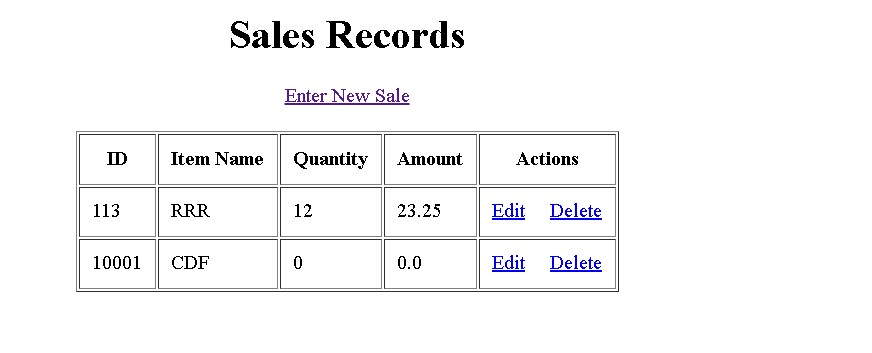 Sales Records
Enter New Sale
ID Item Name Quantity Amount Actions
113 RRR 12 23.25 Edit Delete
10001 CDF 0 0.0 Edit Delete